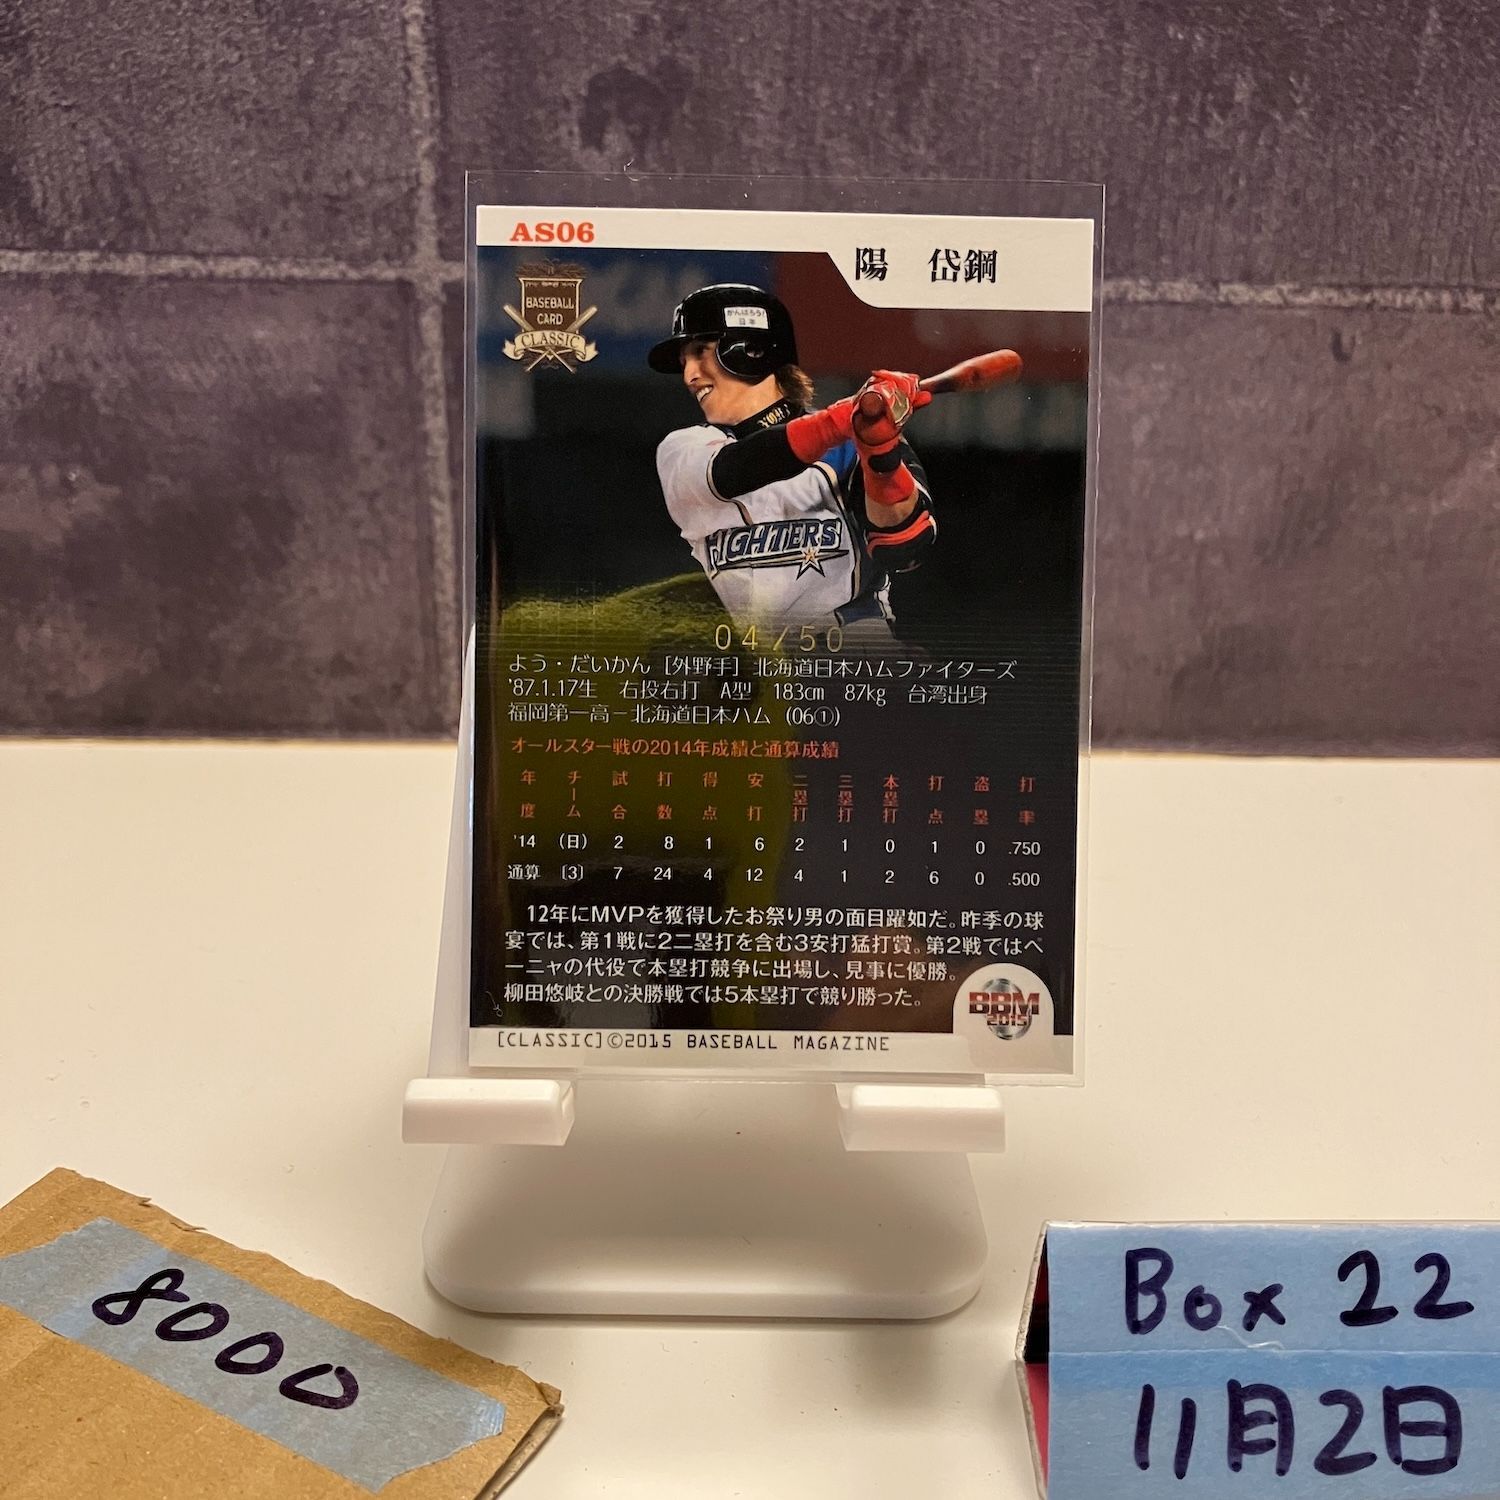 AS06
陽 岱鋼
BASEBALL
CARD
CLASSIC
がんばろう!
日本
FIGHTERS
04/50
よう・だいかん [外野手] 北海道日本ハムファイターズ
'87.1.17生 右投右打 A型 183cm 87kg 台湾出身
福岡第一高－北海道日本ハム (06①)
オールスター戦の2014年成績と通算成績
年度 チーム 試合 打数 得点 安打 二塁打 三塁打 本塁打 打点 盗塁 打率
'14 (日) 2 8 1 6 2 1 0 1 0 .750
通算 〔3〕 7 24 4 12 4 1 2 6 0 .500
12年にMVPを獲得したお祭り男の面目躍如だ。昨季の球
宴では、第1戦に2二塁打を含む3安打猛打賞。第2戦ではペ
ーニャの代役で本塁打競争に出場し、見事に優勝。
柳田悠岐との決勝戦では5本塁打で競り勝った。
BBM
2015
[CLASSIC]©2015 BASEBALL MAGAZINE
8000
Box 22
11月2日